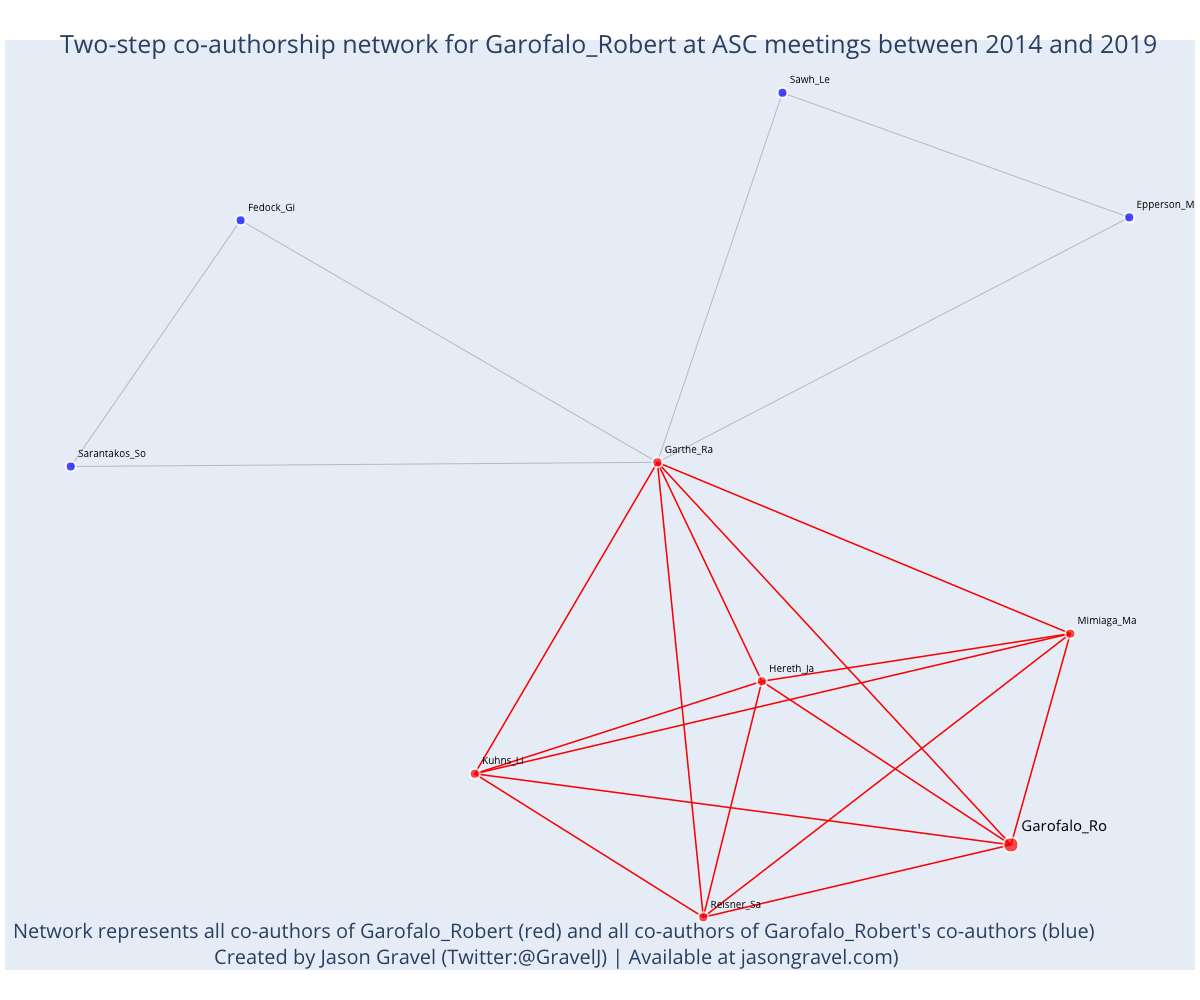 Two-step co-authorship network for Garofalo_Robert at ASC meetings between 2014 and 2019
Sawh_Le
Epperson_M
Fedock_Gi
Sarantakos_So
Garthe_Ra
Mimiaga_Ma
Hereth_Ja
Kuhns_Li
Garofalo_Ro
Reisner_Sa
Network represents all co-authors of Garofalo_Robert (red) and all co-authors of Garofalo_Robert's co-authors (blue)
Created by Jason Gravel (Twitter:@GravelJ) | Available at jasongravel.com)